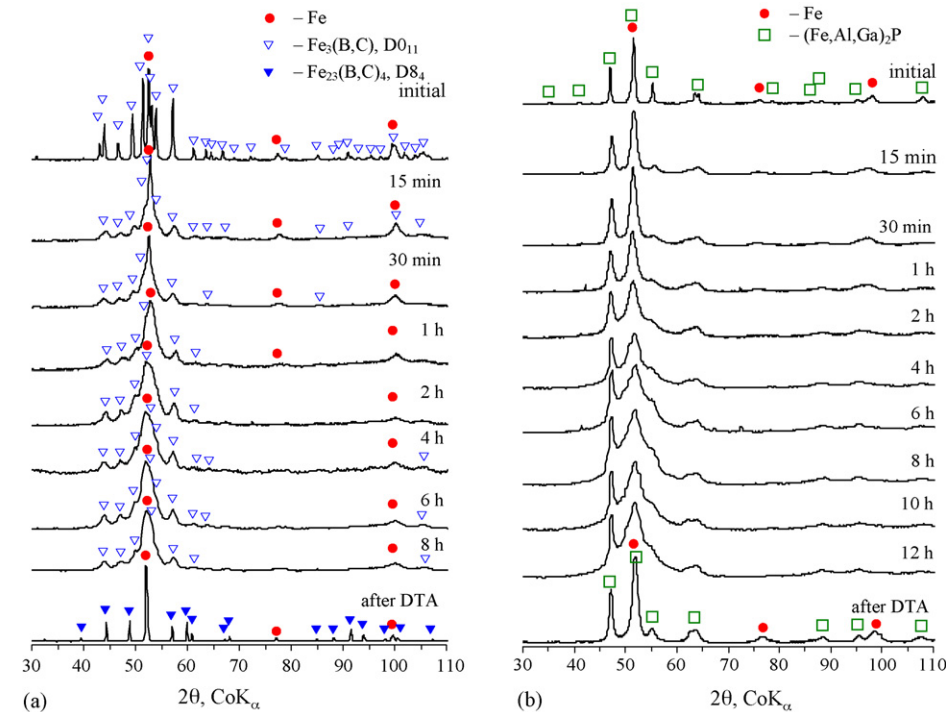 – Fe
– Fe₃(B,C), D0₁₁
– Fe₂₃(B,C)₄, D8₄
initial
15 min
30 min
1 h
2 h
4 h
6 h
8 h
after DTA
30 40 50 60 70 80 90 100 110
2θ, CoKα
(a)
– Fe
– (Fe,Al,Ga)₂P
initial
15 min
30 min
1 h
2 h
4 h
6 h
8 h
10 h
12 h
after DTA
30 40 50 60 70 80 90 100 110
2θ, CoKα
(b)